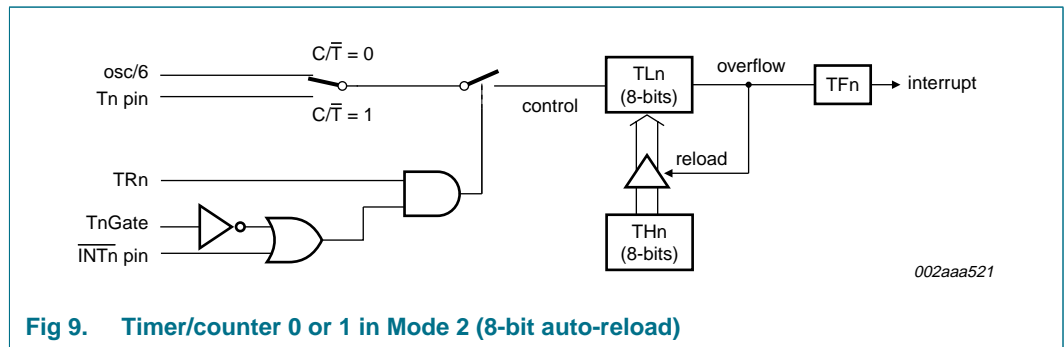 C/T̅ = 0
osc/6
Tn pin
C/T̅ = 1
control
TLn
(8-bits)
overflow
TFn
interrupt
reload
TRn
TnGate
I̅N̅T̅n̅ pin
THn
(8-bits)
002aaa521
Fig 9. Timer/counter 0 or 1 in Mode 2 (8-bit auto-reload)